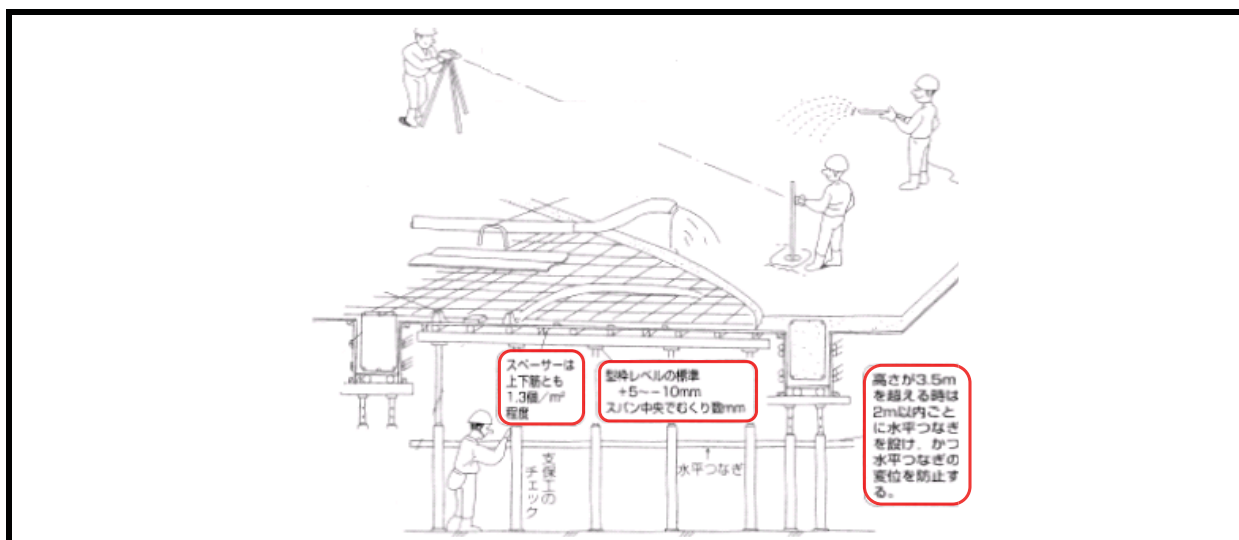 スペーサーは
上下筋とも
1.3個/m²
程度
型枠レベルの標準
+5〜−10mm
スパン中央でむくり数mm
高さが3.5m
を超える時は
2m以内ごと
に水平つなぎ
を設け、かつ
水平つなぎの
変位を防止す
る。
支保工の
チェック
水平つなぎ